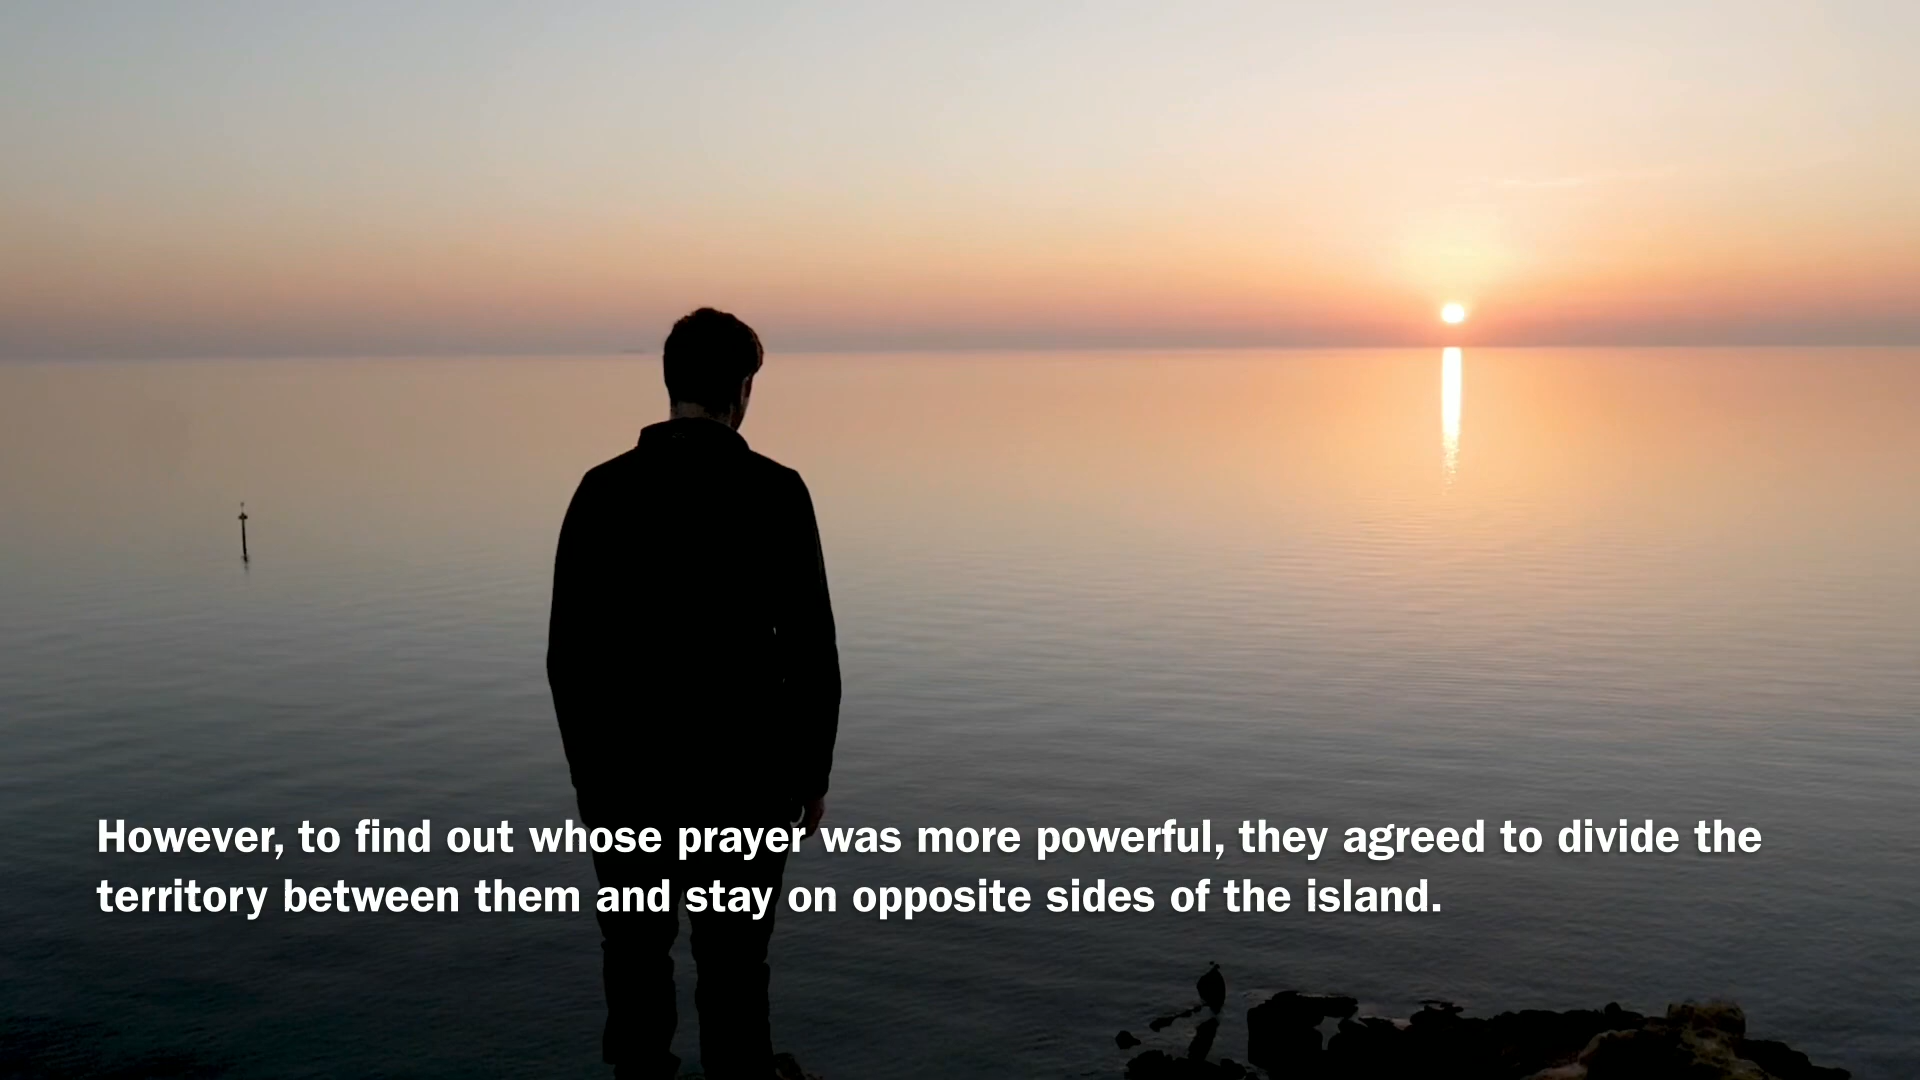 However, to find out whose prayer was more powerful, they agreed to divide the
territory between them and stay on opposite sides of the island.